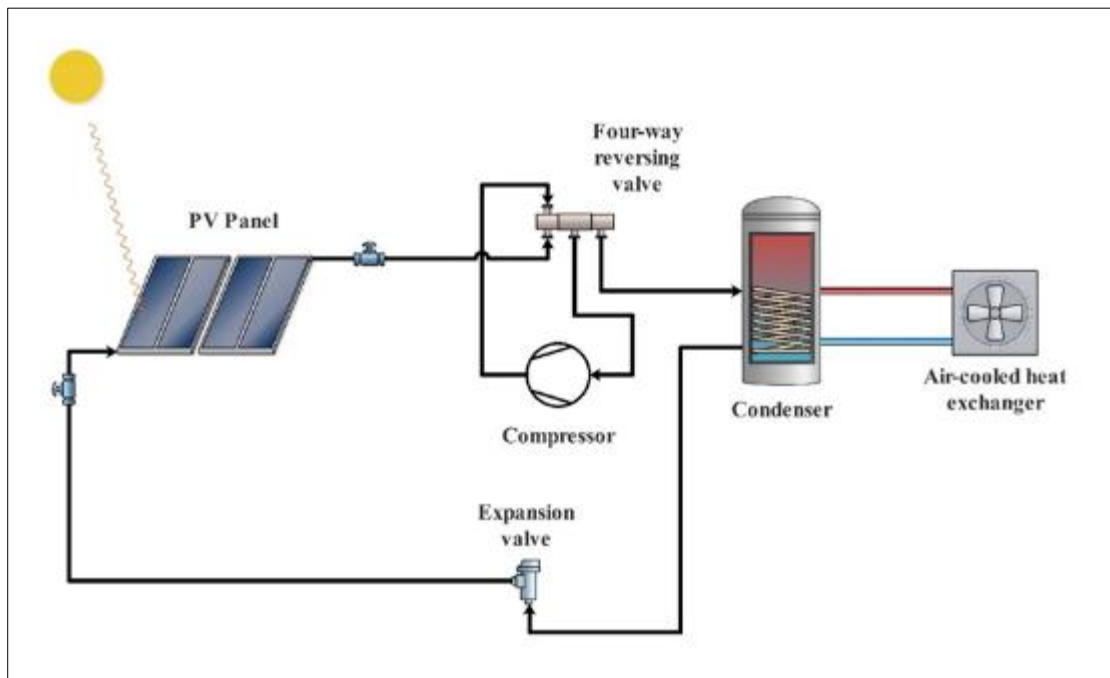 Four-way
reversing
valve
PV Panel
Compressor
Condenser
Air-cooled heat
exchanger
Expansion
valve